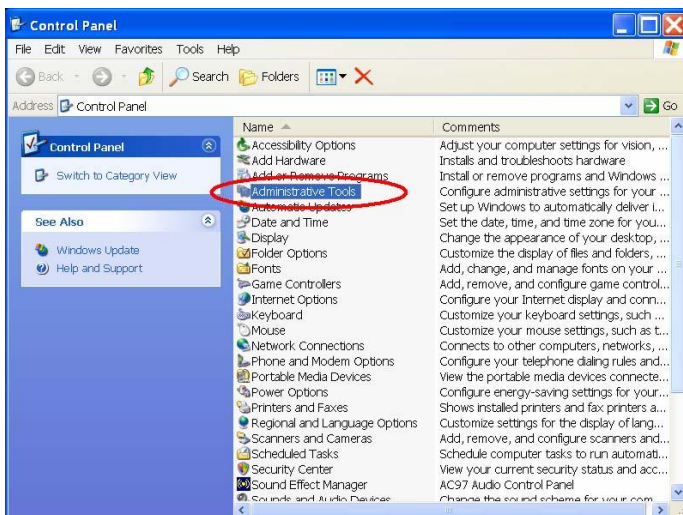 Control Panel
File Edit View Favorites Tools Help
Back Search Folders
Address Control Panel Go
Control Panel
Switch to Category View
See Also
Windows Update
Help and Support
Name Comments
Accessibility Options Adjust your computer settings for vision, ...
Add Hardware Installs and troubleshoots hardware
Add or Remove Programs Install or remove programs and Windows ...
Administrative Tools Configure administrative settings for your ...
Automatic Updates Set up Windows to automatically deliver i...
Date and Time Set the date, time, and time zone for you...
Display Change the appearance of your desktop, ...
Folder Options Customize the display of files and folders, ...
Fonts Add, change, and manage fonts on your ...
Game Controllers Add, remove, and configure game control...
Internet Options Configure your Internet display and conn...
Keyboard Customize your keyboard settings, such ...
Mouse Customize your mouse settings, such as t...
Network Connections Connects to other computers, networks, ...
Phone and Modem Options Configure your telephone dialing rules and...
Portable Media Devices View the portable media devices connecte...
Power Options Configure energy-saving settings for your...
Printers and Faxes Shows installed printers and fax printers a...
Regional and Language Options Customize settings for the display of lang...
Scanners and Cameras Add, remove, and configure scanners and...
Scheduled Tasks Schedule computer tasks to run automati...
Security Center View your current security status and acc...
Sound Effect Manager AC97 Audio Control Panel
Sounds and Audio Devices Change the sound scheme for your com...